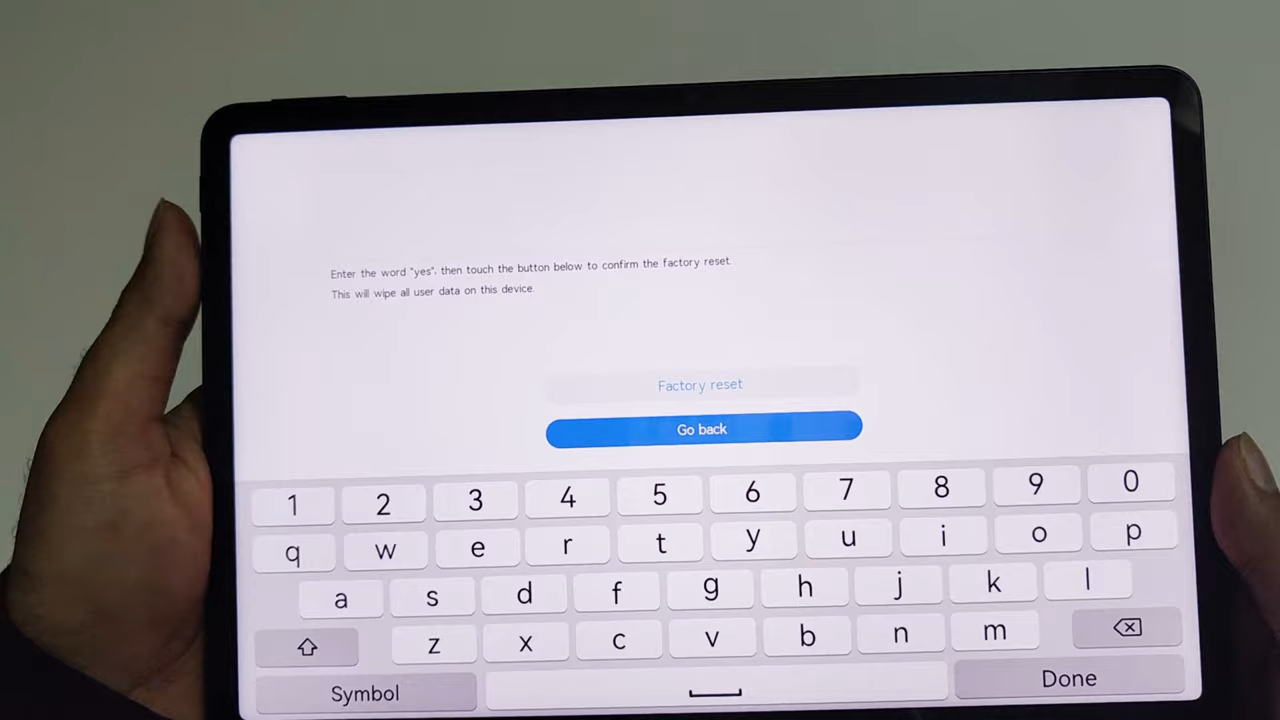 Enter the word "yes", then touch the button below to confirm the factory reset.
This will wipe all user data on this device.
Factory reset
Go back
1 2 3 4 5 6 7 8 9 0
q w e r t y u i o p
a s d f g h j k l
z x c v b n m
Symbol Done